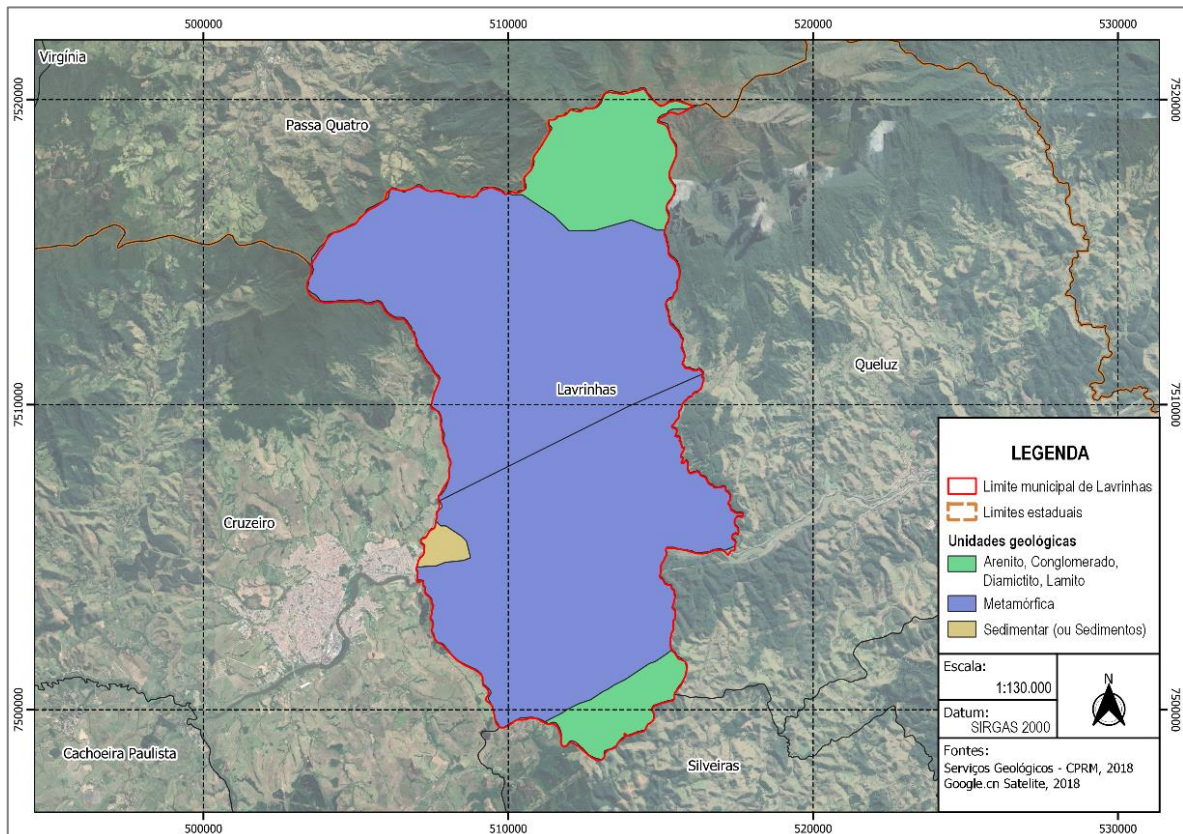 500000
510000
520000
530000
Virgínia
7520000
7520000
Passa Quatro
Queluz
Lavrinhas
7510000
7510000
Cruzeiro
LEGENDA
Limite municipal de Lavrinhas
Limites estaduais
Unidades geológicas
Arenito, Conglomerado,
Diamictito, Lamito
Metamórfica
Sedimentar (ou Sedimentos)
Escala:
1:130.000
N
Datum:
SIRGAS 2000
Fontes:
Serviços Geológicos - CPRM, 2018
Google.cn Satelite, 2018
7500000
7500000
Cachoeira Paulista
Silveiras
500000
510000
520000
530000